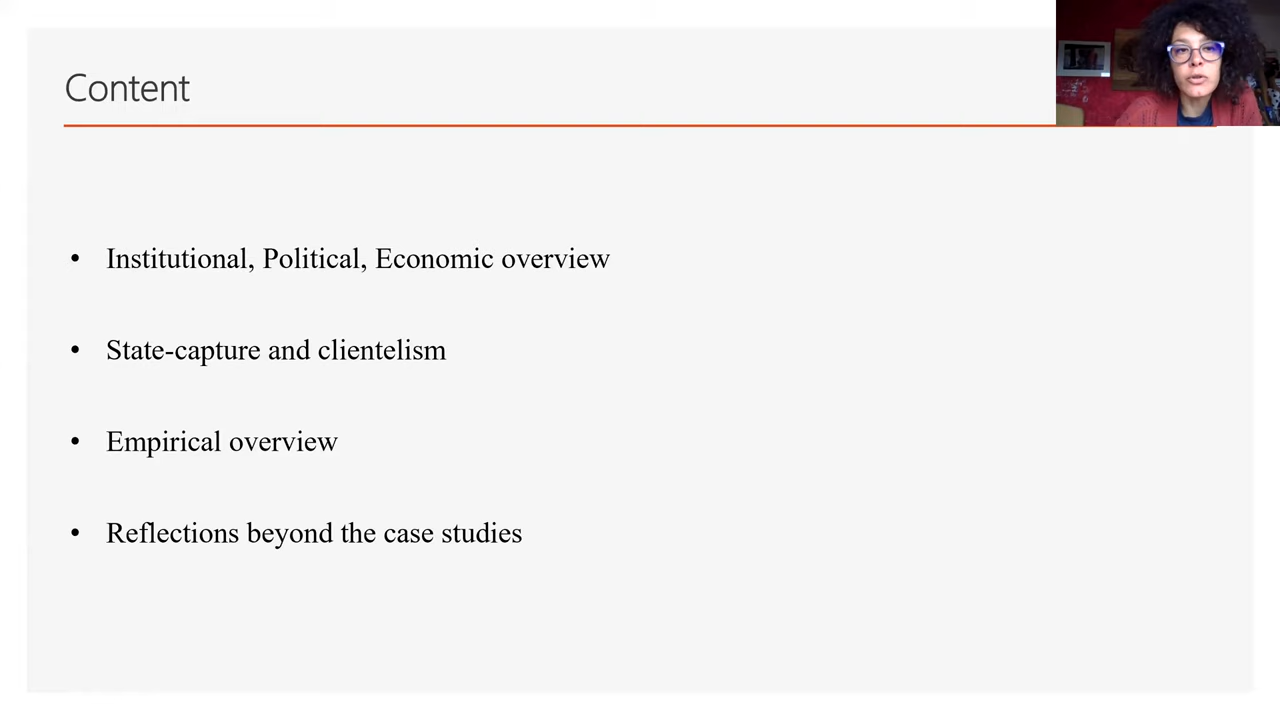 Content
• Institutional, Political, Economic overview
• State-capture and clientelism
• Empirical overview
• Reflections beyond the case studies